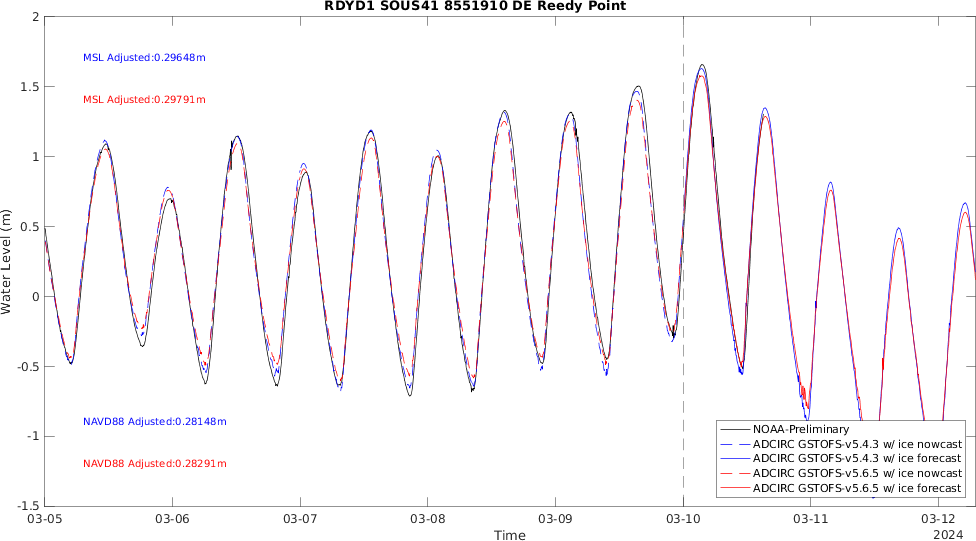 RDYD1 SOUS41 8551910 DE Reedy Point
2
MSL Adjusted:0.29648m
1.5
MSL Adjusted:0.29791m
1
0.5
Water Level (m)
0
-0.5
NAVD88 Adjusted:0.28148m
-1
NAVD88 Adjusted:0.28291m
-1.5
NOAA-Preliminary
ADCIRC GSTOFS-v5.4.3 w/ ice nowcast
ADCIRC GSTOFS-v5.4.3 w/ ice forecast
ADCIRC GSTOFS-v5.6.5 w/ ice nowcast
ADCIRC GSTOFS-v5.6.5 w/ ice forecast
03-05 03-06 03-07 03-08 03-09 03-10 03-11 03-12
Time
2024